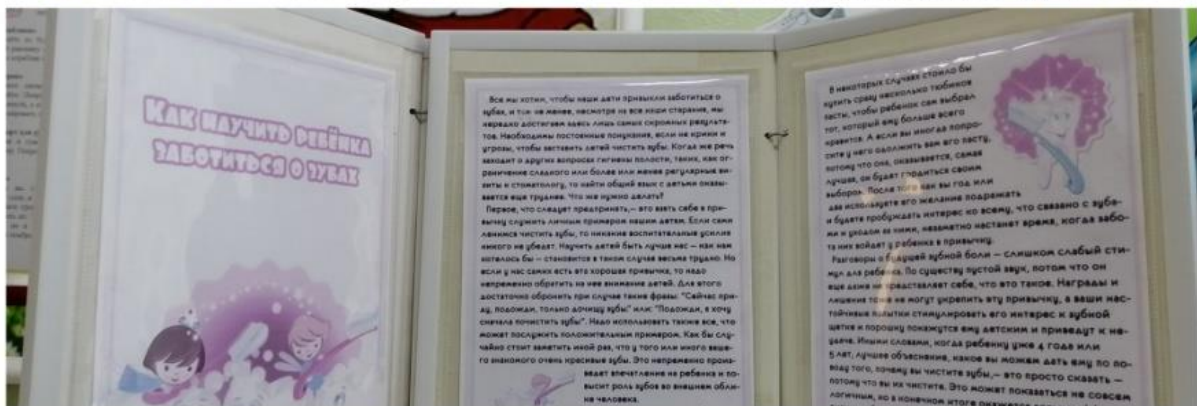 КАК НАУЧИТЬ РЕБЁНКА
ЗАБОТИТЬСЯ О ЗУБАХ
Все мы хотим, чтобы наши дети привыкли заботиться о
зубах, и тем не менее, несмотря на все наши старания, мы
нередко достигаем здесь лишь самых скромных результа-
тов. Необходимы постоянные понукания, если не крики и
угрозы, чтобы заставить детей чистить зубы. Когда же речь
заходит о других вопросах гигиены полости, таких, как ог-
раничение сладкого или более или менее регулярные ви-
зиты к стоматологу, то найти общий язык с детьми оказы-
вается еще труднее. Что же нужно делать?
Первое, что следует предпринять,— это взять себе в при-
вычку служить личным примером нашим детям. Если сами
ленимся чистить зубы, то никакие воспитательные усилия
никого не убедят. Научить детей быть лучше нас — как нам
хотелось бы — становится в таком случае весьма трудно. Но
если у нас самих есть эта хорошая привычка, то надо
непременно обратить на нее внимание детей. Для этого
достаточно обронить при случае такие фразы: "Сейчас при-
ду, подожди, только дочищу зубы" или: "Подожди, я хочу
сначала почистить зубы". Надо использовать также все, что
может послужить положительным примером. Как бы слу-
чайно стоит заметить иной раз, что у того или иного ваше-
го знакомого очень красивые зубы. Это непременно произ-
ведет впечатление на ребенка и по-
высит роль зубов во внешнем обли-
ке человека.
В некоторых случаях стоило бы
купить сразу несколько тюбиков
пасты, чтобы ребенок сам выбрал
тот, который ему больше всего
нравится. А если вы иногда попро-
сите у него одолжить вам его пасту,
потому что она, оказывается, самая
лучшая, он будет гордиться своим
выбором. После того как вы год или
два используете его желание подражать
и будете пробуждать интерес ко всему, что связано с зуба-
ми и уходом за ними, незаметно настанет время, когда забо-
та них войдет у ребенка в привычку.
Разговоры о будущей зубной боли — слишком слабый сти-
мул для ребенка. По существу пустой звук, потом что он
еще даже не представляет себе, что это такое. Награды и
лишение тоже не могут укрепить эту привычку, а ваши нас-
тойчивые попытки стимулировать его интерес к зубной
щетке и порошку покажутся ему детским и приведут к не-
удаче. Иными словами, когда ребенку уже 4 года или
5 лет, лучшее объяснение, какое вы можем дать ему по по-
воду того, почему вы чистите зубы,— это просто сказать —
потому что вы их чистите. Это может показаться не совсем
логичным, но в конечном итоге окажется